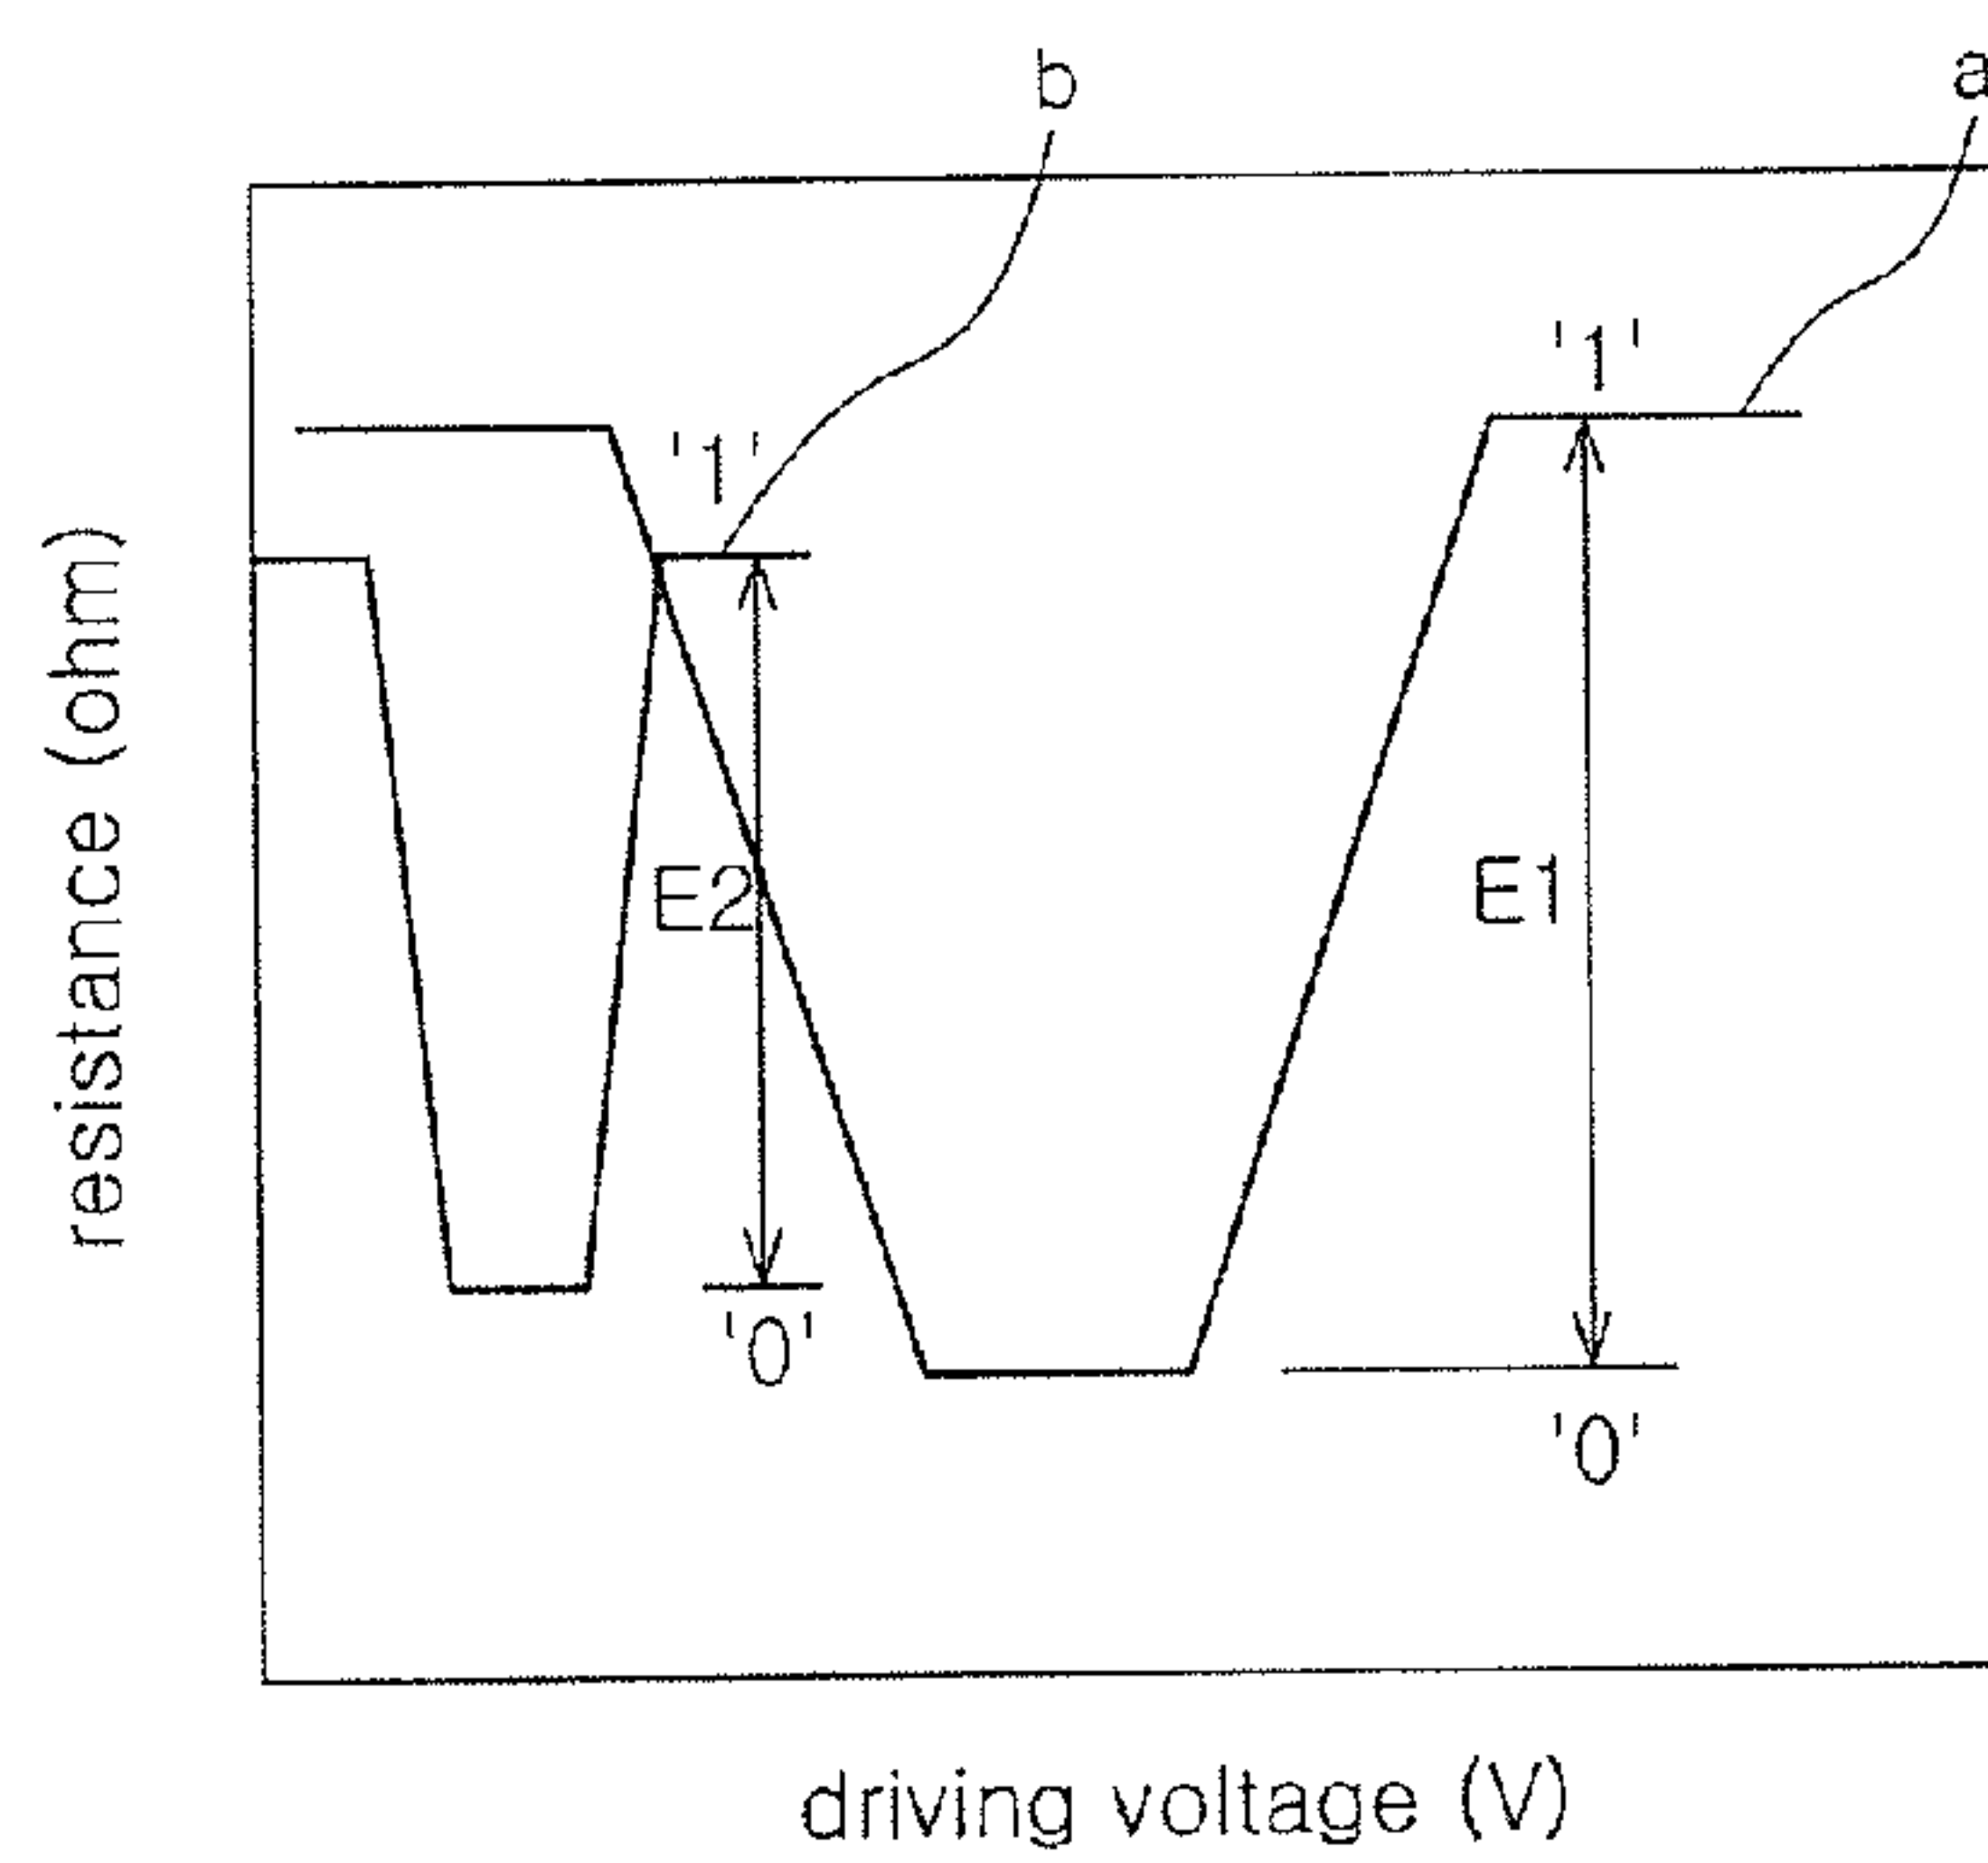 b
a
'1'
'1'
resistance (ohm)
E2
E1
'0'
'0'
driving voltage (V)